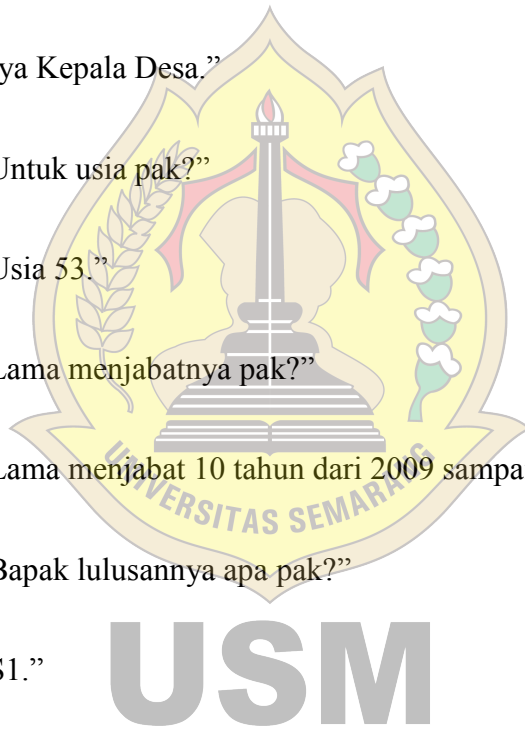 ya Kepala Desa.”
Untuk usia pak?”
Usia 53.”
Lama menjabatnya pak?”
Lama menjabat 10 tahun dari 2009 sampa
UNIVERSITAS SEMARANG
Bapak lulusannya apa pak?”
S1.”
USM